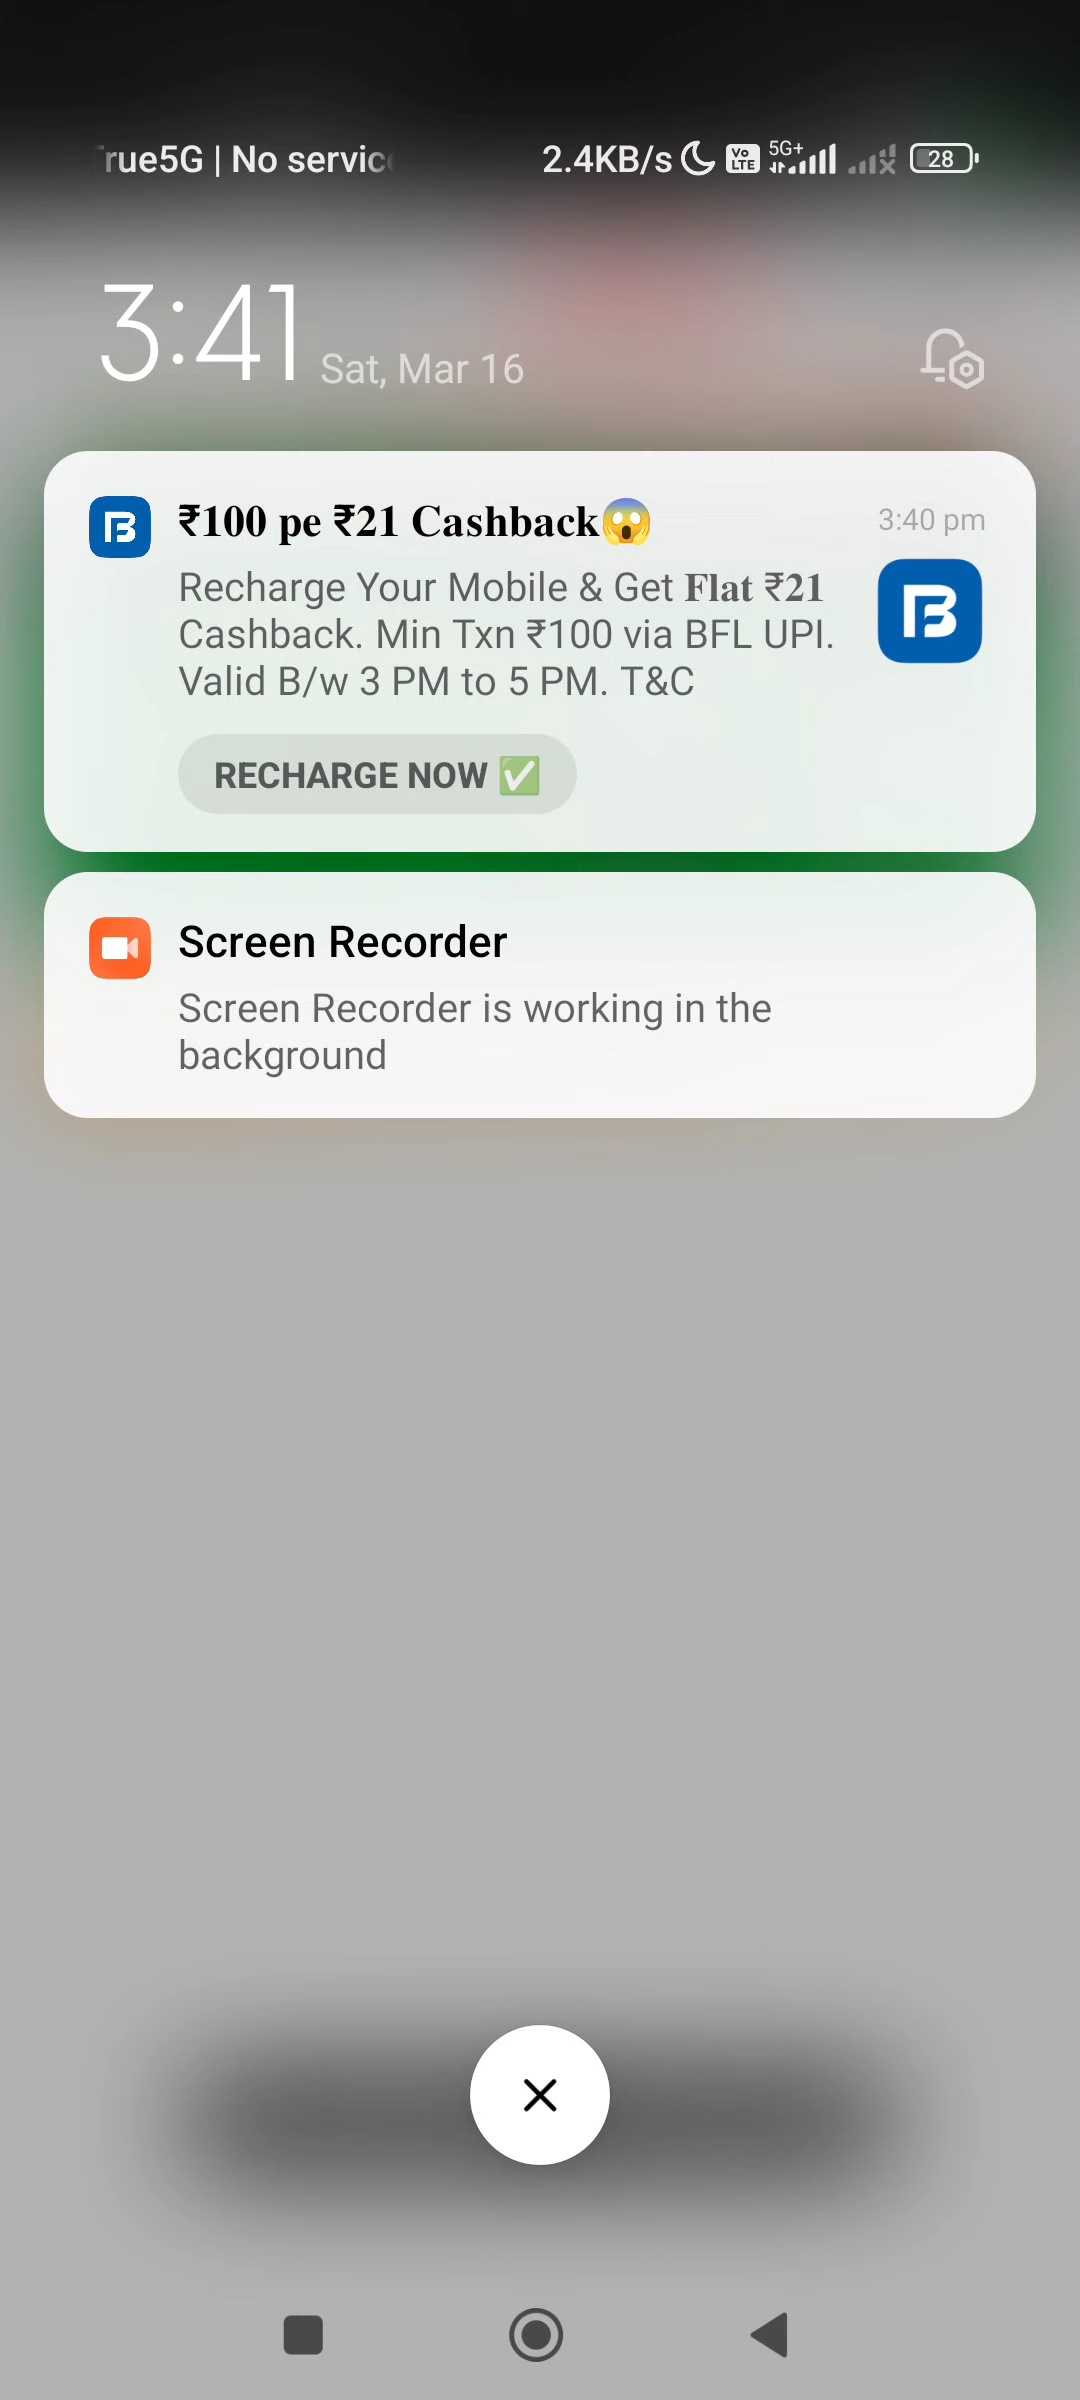 rue5G | No servic
2.4KB/s
Vo LTE
5G+
28
3:41
Sat, Mar 16
₹100 pe ₹21 Cashback😱
3:40 pm
Recharge Your Mobile & Get Flat ₹21
Cashback. Min Txn ₹100 via BFL UPI.
Valid B/w 3 PM to 5 PM. T&C
RECHARGE NOW ✅
Screen Recorder
Screen Recorder is working in the
background